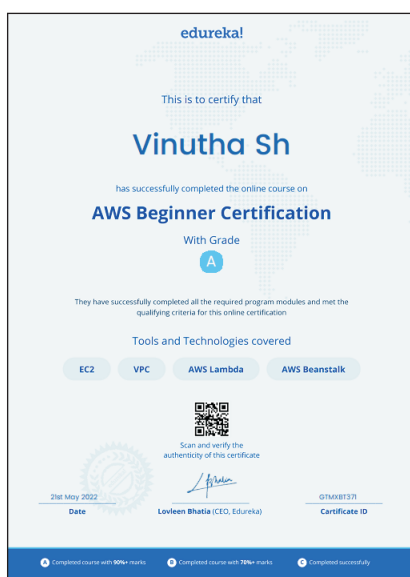 edureka!
This is to certify that
Vinutha Sh
has successfully completed the online course on
AWS Beginner Certification
With Grade
A
They have successfully completed all the required program modules and met the
qualifying criteria for this online certification
Tools and Technologies covered
EC2 VPC AWS Lambda AWS Beanstalk
Scan and verify the
authenticity of this certificate
21st May 2022 GTMXBT371
Date Lovleen Bhatia (CEO, Edureka) Certificate ID
A Completed course with 90%+ marks B Completed course with 70%+ marks C Completed successfully